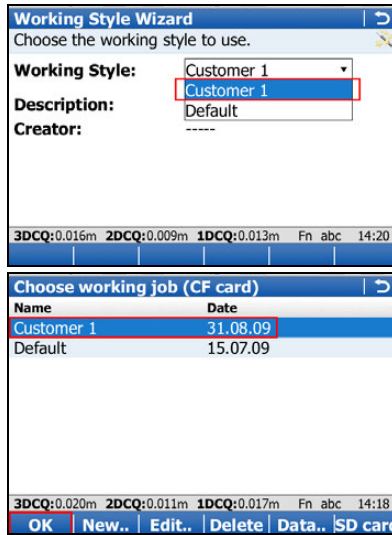 Working Style Wizard
Choose the working style to use.
Working Style: Customer 1
Customer 1
Description:
Default
Creator: -----
3DCQ:0.016m 2DCQ:0.009m 1DCQ:0.013m Fn abc 14:20
Choose working job (CF card)
Name Date
Customer 1 31.08.09
Default 15.07.09
3DCQ:0.020m 2DCQ:0.011m 1DCQ:0.017m Fn abc 14:18
OK New.. Edit.. Delete Data.. SD card